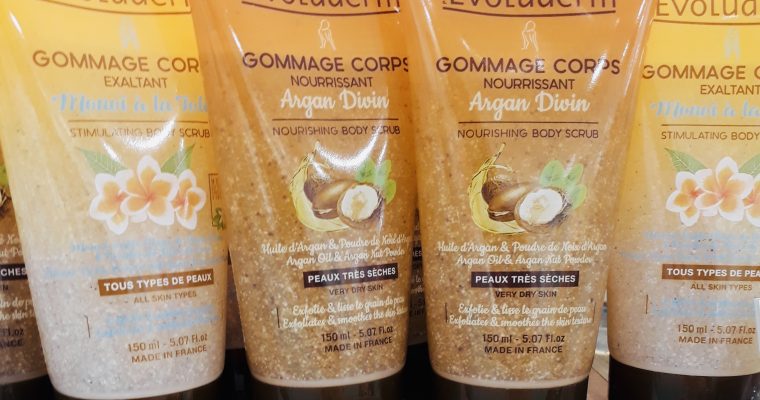 Evoluderm
GOMMAGE CORPS
EXALTANT
STIMULATING BODY SCRUB
TOUS TYPES DE PEAUX
ALL SKIN TYPES
150 ml - 5.07 Fl.oz
MADE IN FRANCE
Evoluderm
GOMMAGE CORPS
NOURRISSANT
Argan Divin
NOURISHING BODY SCRUB
Huile d'Argan & Poudre de Noix d'Argan
Argan Oil & Argan Nut Powder
PEAUX TRÈS SÈCHES
VERY DRY SKIN
Exfolie & lisse le grain de peau
Exfoliates & smoothes the skin texture
150 ml - 5.07 Fl.oz
MADE IN FRANCE
Evoluderm
GOMMAGE CORPS
NOURRISSANT
Argan Divin
NOURISHING BODY SCRUB
Huile d'Argan & Poudre de Noix d'Argan
Argan Oil & Argan Nut Powder
PEAUX TRÈS SÈCHES
VERY DRY SKIN
Exfolie & lisse le grain de peau
Exfoliates & smoothes the skin texture
150 ml - 5.07 Fl.oz
MADE IN FRANCE
Evoluderm
GOMMAGE C
EXALTANT
STIMULATING BODY
TOUS TYPES DE PEA
ALL SKIN TYPES
150 ml - 5.07 Fl.oz
MADE IN FRANCE